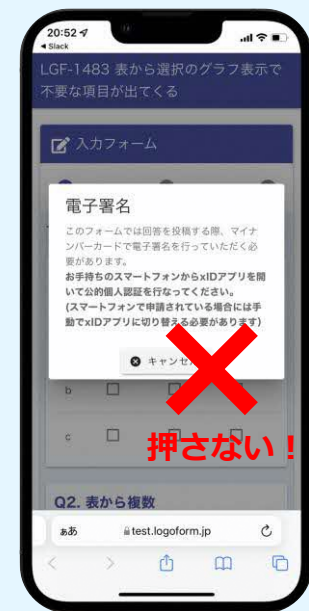 20:52
◀ Slack
LGF-1483 表から選択のグラフ表示で
不要な項目が出てくる
入力フォーム
電子署名
このフォームでは回答を投稿する際、マイナ
ンバーカードで電子署名を行っていただく必
要があります。
お手持ちのスマートフォンからxIDアプリを開
いて公的個人認証を行なってください。
(スマートフォンで申請されている場合には手
動でxIDアプリに切り替える必要があります)
キャンセル
b
押さない！
c
Q2. 表から複数
ぁあ test.logoform.jp